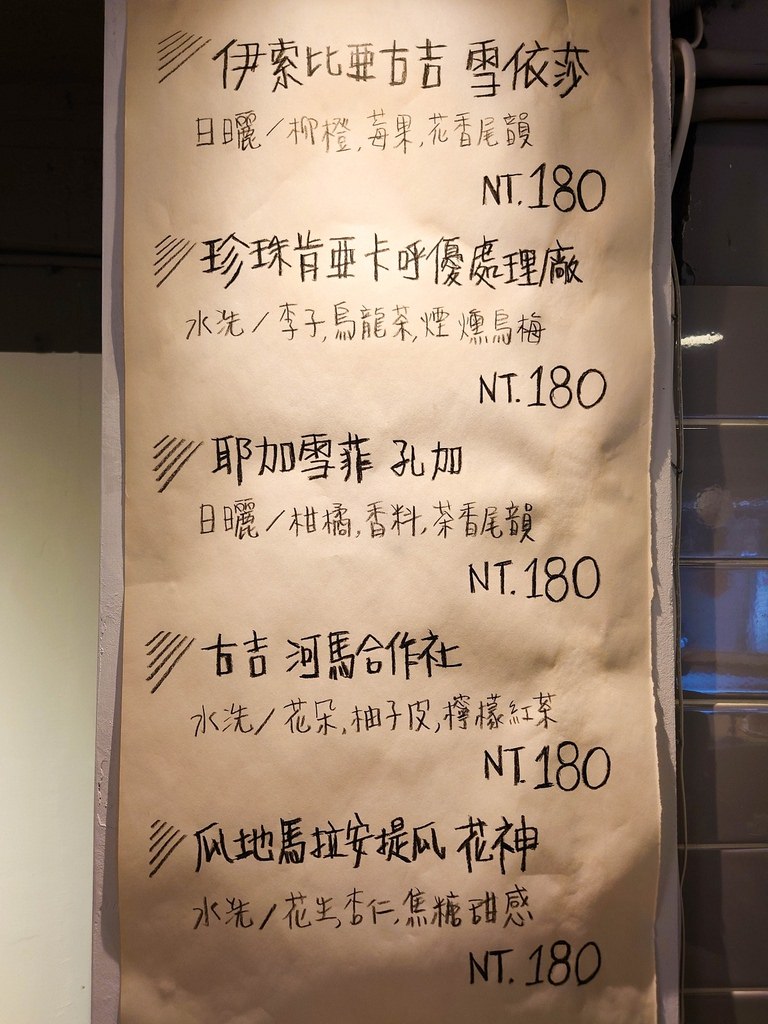 伊索比亞古吉 雪依莎
日曬/柳橙,莓果,花香尾韻
NT.180
珍珠肯亞卡呼優處理廠
水洗/李子,烏龍茶,煙燻烏梅
NT.180
耶加雪菲 孔加
日曬/柑橘,香料,茶香尾韻
NT.180
古吉 河馬合作社
水洗/花朵,柚子皮,檸檬紅茶
NT.180
瓜地馬拉安提瓜 花神
水洗/花生,杏仁,焦糖甜感
NT.180